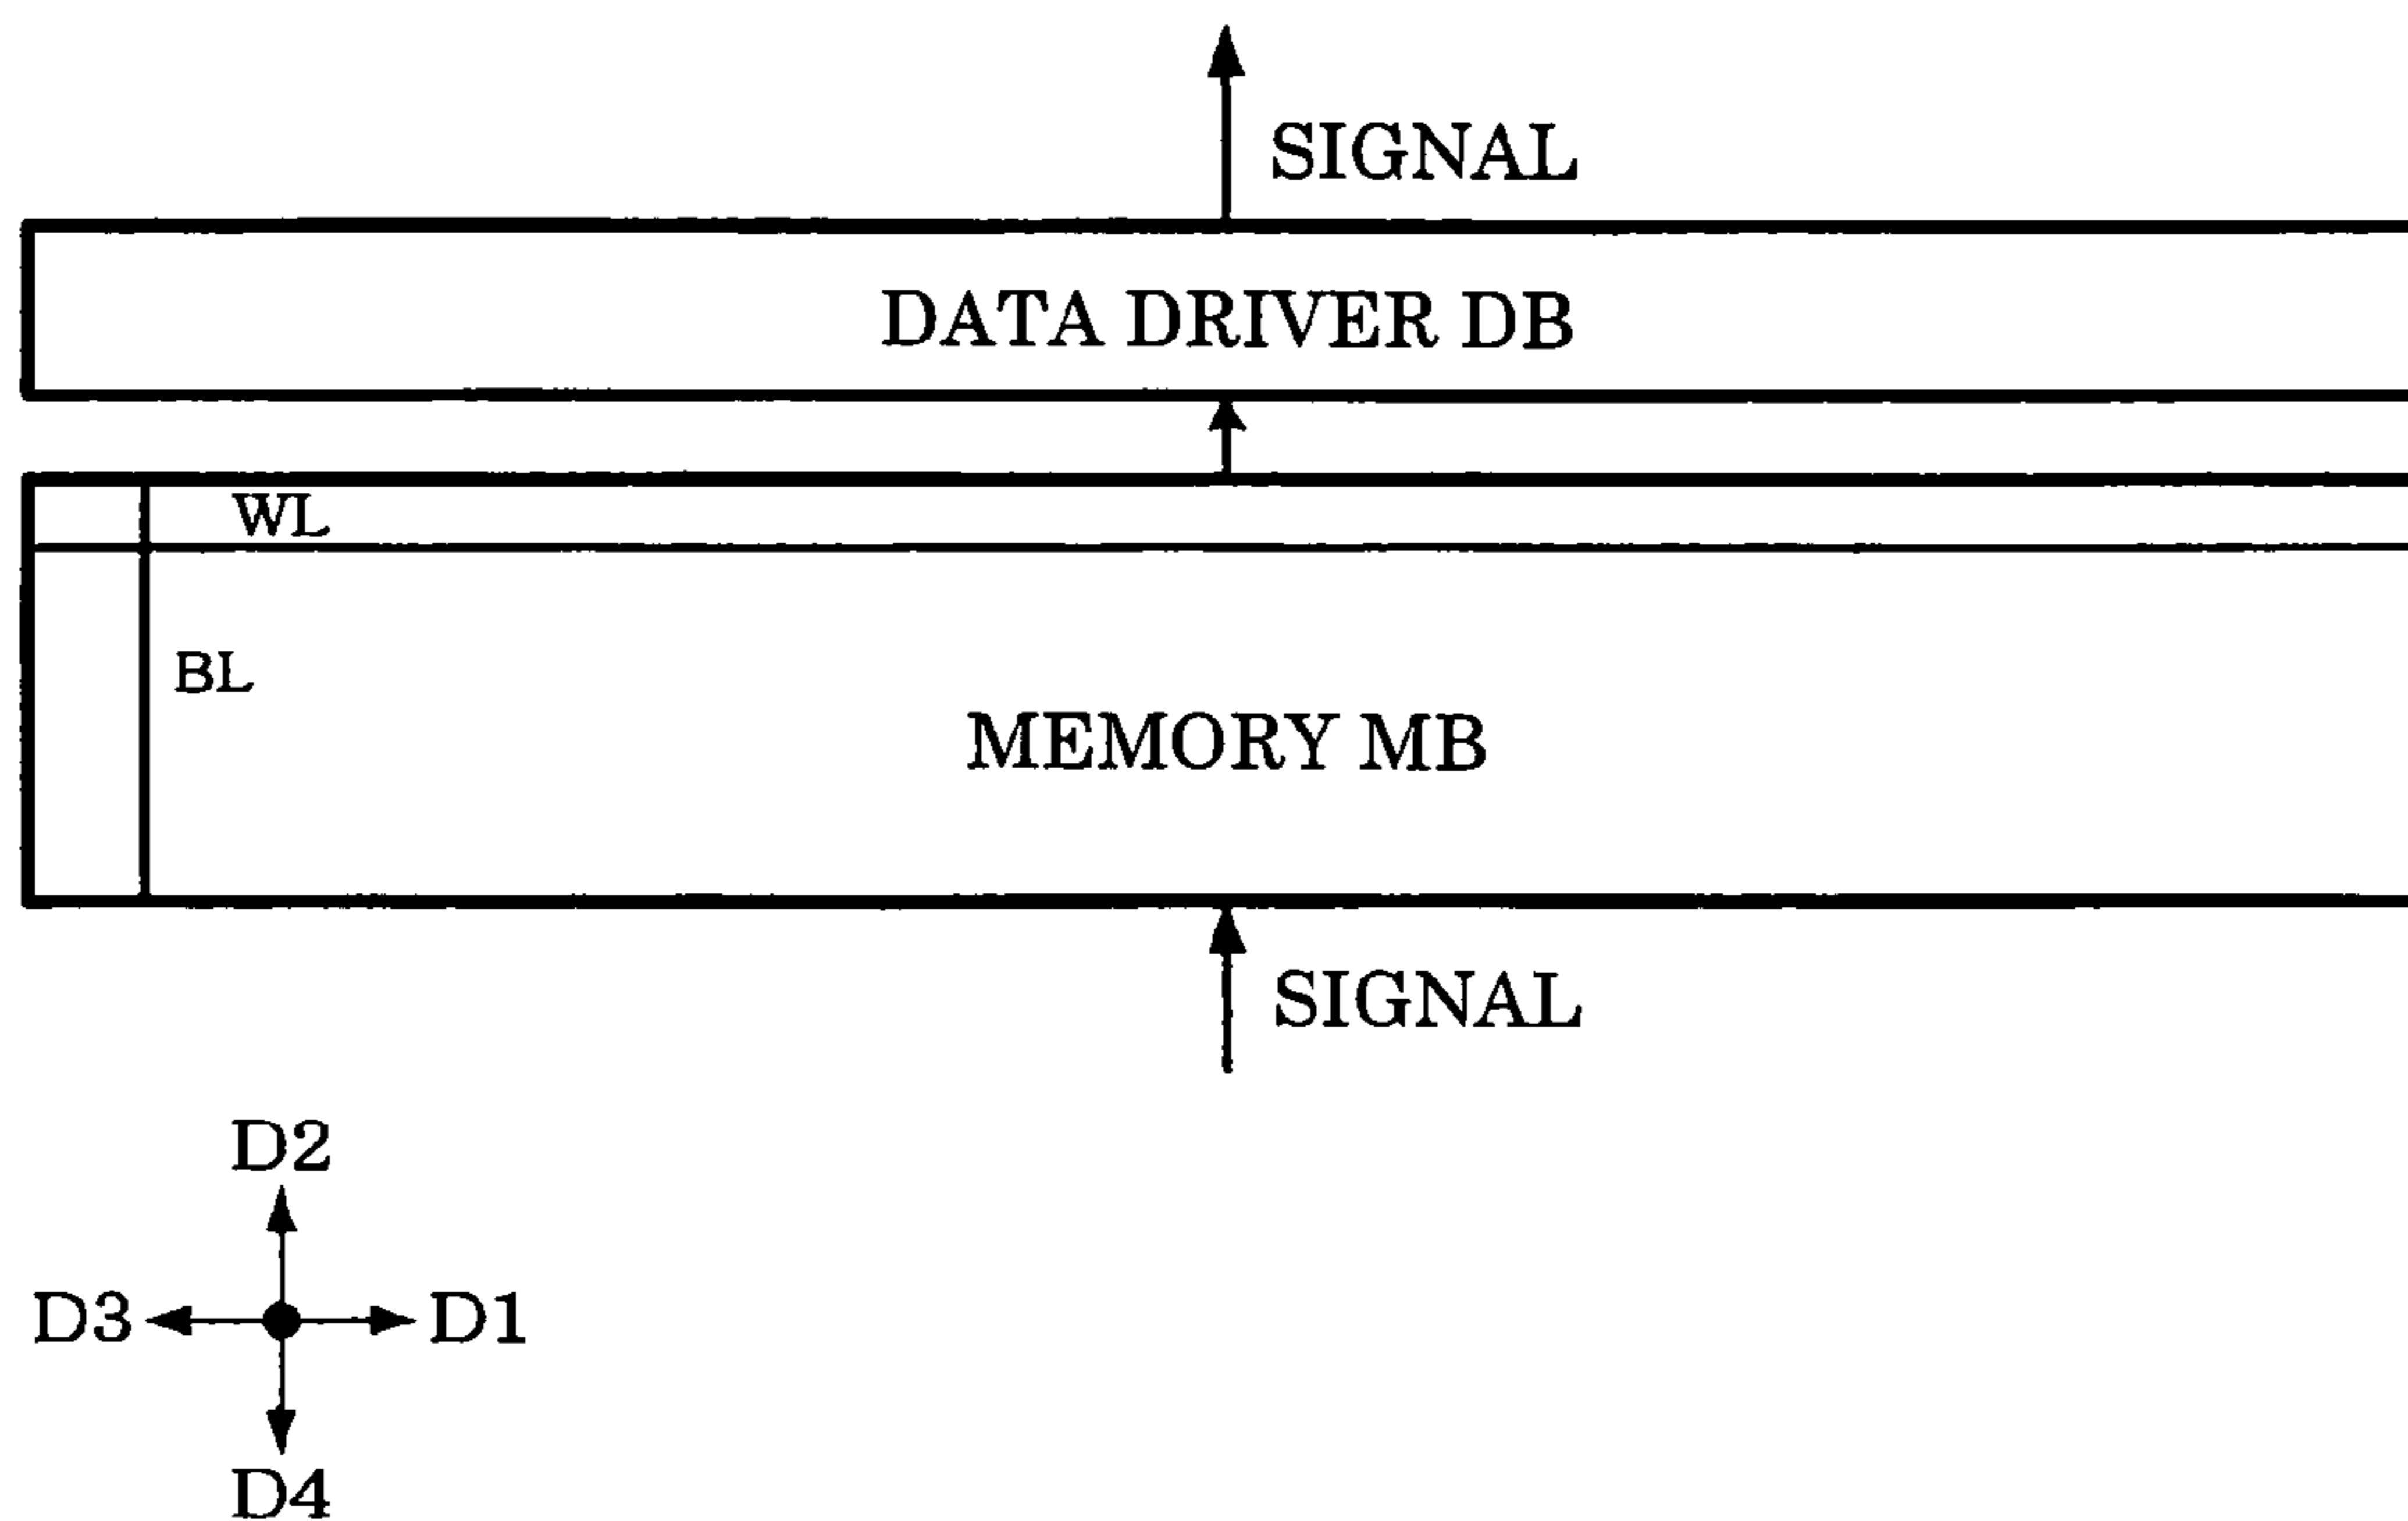 SIGNAL
DATA DRIVER DB
WL
BL
MEMORY MB
SIGNAL
D2
D3 D1
D4